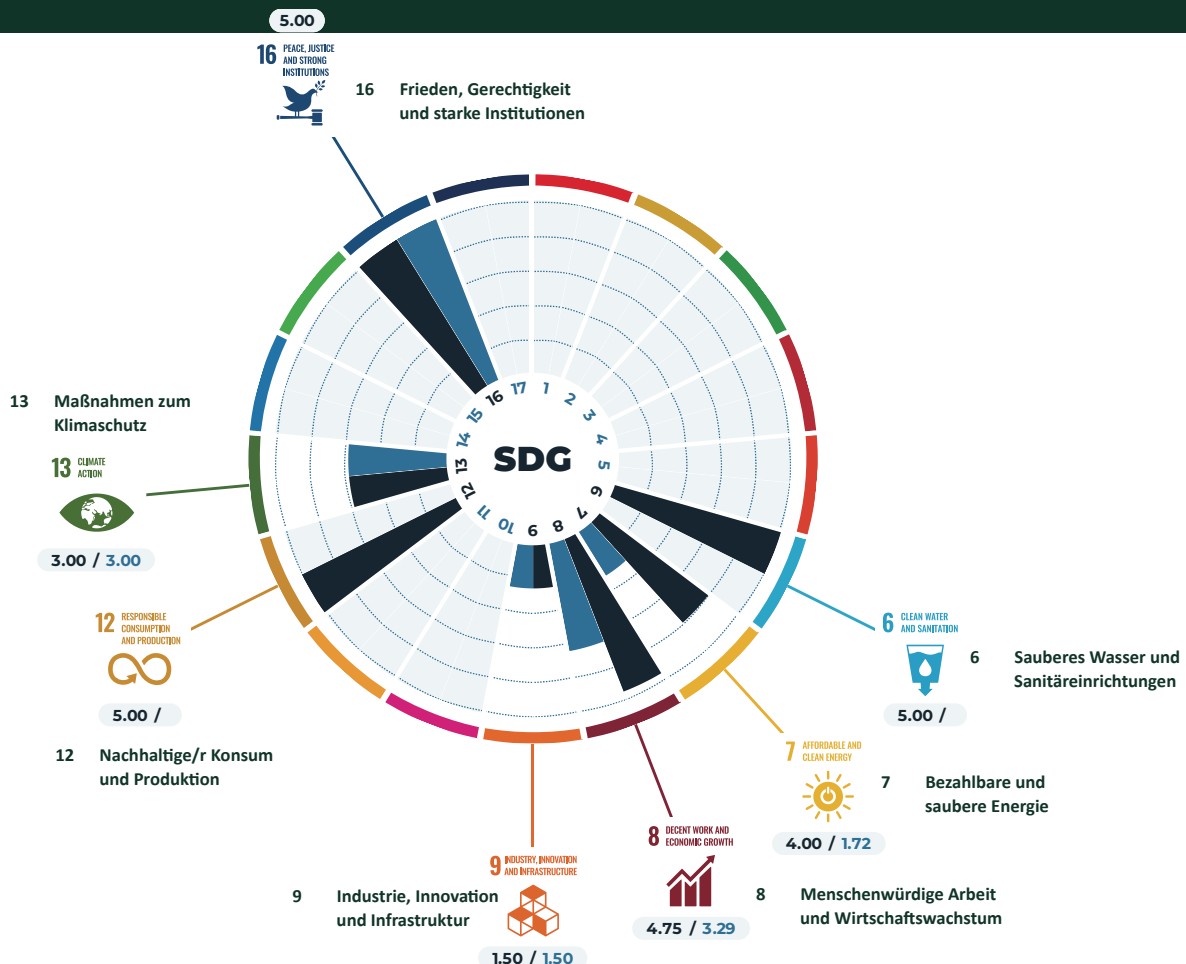 5.00
16 PEACE, JUSTICE
AND STRONG
INSTITUTIONS
16 Frieden, Gerechtigkeit
und starke Institutionen
13 Maßnahmen zum
Klimaschutz
13 CLIMATE
ACTION
3.00 / 3.00
12 RESPONSIBLE
CONSUMPTION
AND PRODUCTION
5.00 /
12 Nachhaltige/r Konsum
und Produktion
SDG
1
2
3
4
5
6
7
8
9
10
11
12
13
14
15
16
17
6 CLEAN WATER
AND SANITATION
5.00 /
6 Sauberes Wasser und
Sanitäreinrichtungen
7 AFFORDABLE AND
CLEAN ENERGY
4.00 / 1.72
7 Bezahlbare und
saubere Energie
8 DECENT WORK AND
ECONOMIC GROWTH
4.75 / 3.29
8 Menschenwürdige Arbeit
und Wirtschaftswachstum
9 INDUSTRY, INNOVATION
AND INFRASTRUCTURE
1.50 / 1.50
9 Industrie, Innovation
und Infrastruktur